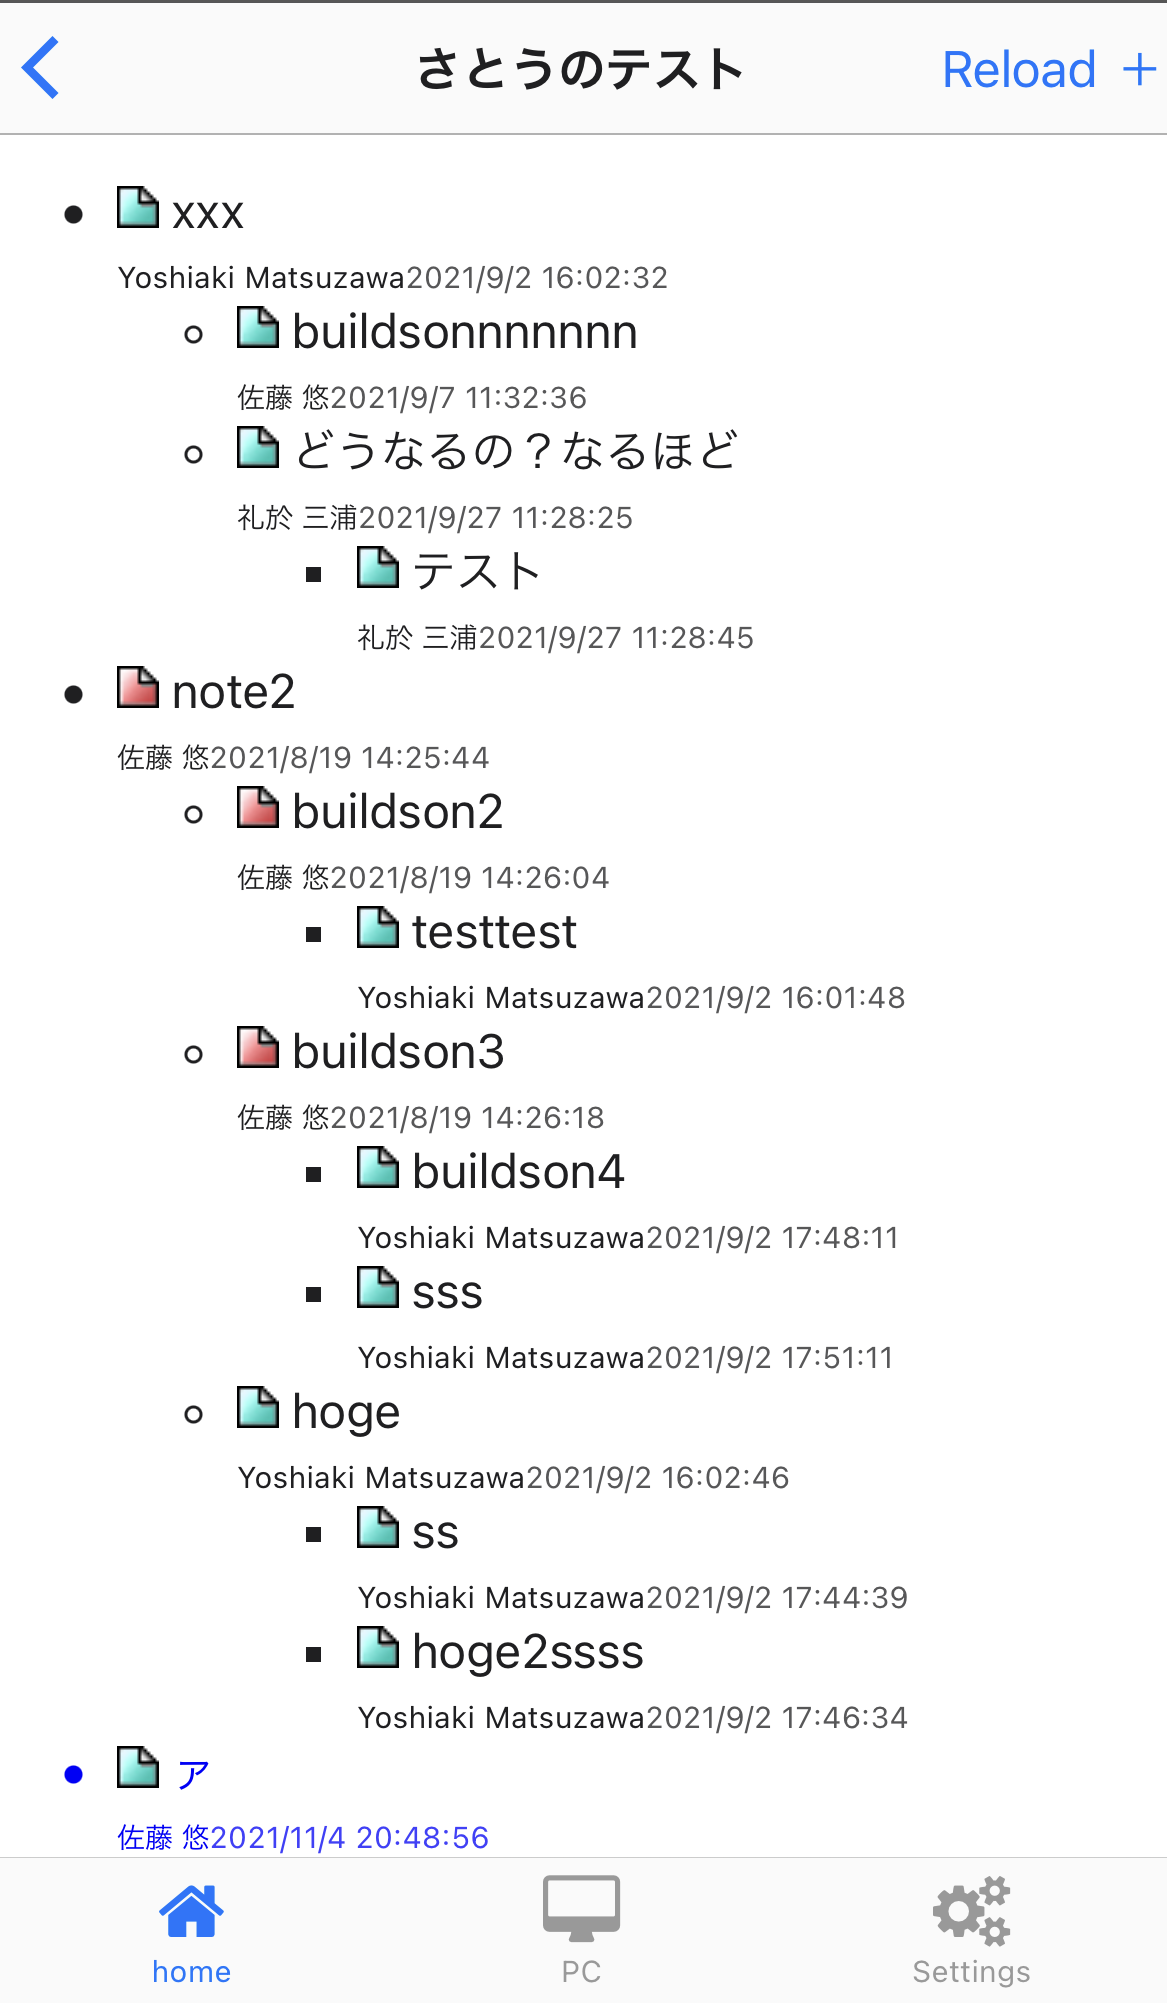 さとうのテスト
Reload +
xxx
Yoshiaki Matsuzawa2021/9/2 16:02:32
buildsonnnnnnn
佐藤 悠2021/9/7 11:32:36
どうなるの？なるほど
礼於 三浦2021/9/27 11:28:25
テスト
礼於 三浦2021/9/27 11:28:45
note2
佐藤 悠2021/8/19 14:25:44
buildson2
佐藤 悠2021/8/19 14:26:04
testtest
Yoshiaki Matsuzawa2021/9/2 16:01:48
buildson3
佐藤 悠2021/8/19 14:26:18
buildson4
Yoshiaki Matsuzawa2021/9/2 17:48:11
sss
Yoshiaki Matsuzawa2021/9/2 17:51:11
hoge
Yoshiaki Matsuzawa2021/9/2 16:02:46
ss
Yoshiaki Matsuzawa2021/9/2 17:44:39
hoge2ssss
Yoshiaki Matsuzawa2021/9/2 17:46:34
ア
佐藤 悠2021/11/4 20:48:56
home
PC
Settings